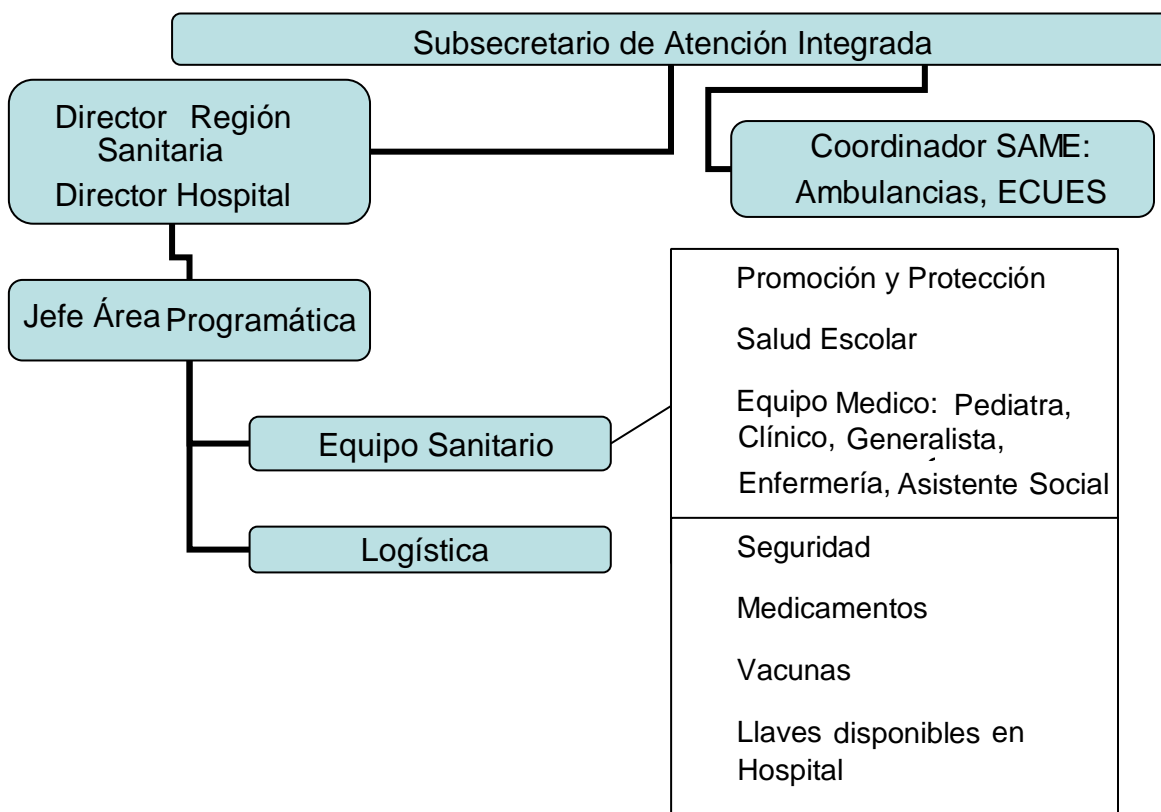 Subsecretario de Atención Integrada
Director Región
Sanitaria
Director Hospital
Coordinador SAME:
Ambulancias, ECUES
Jefe Área Programática
Equipo Sanitario
Logística
Promoción y Protección
Salud Escolar
Equipo Medico: Pediatra,
Clínico, Generalista,
Enfermería, Asistente Social
Seguridad
Medicamentos
Vacunas
Llaves disponibles en
Hospital